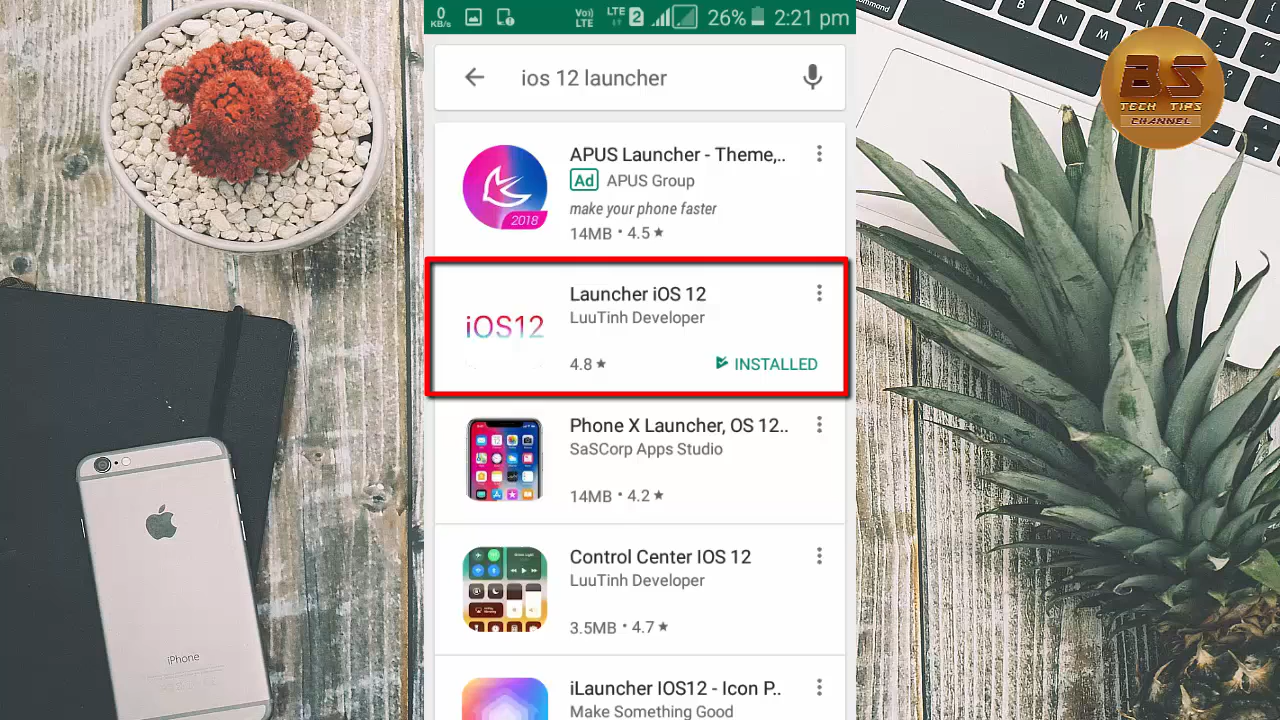 0
KB/s
Vo))
LTE
LTE
2
26%
2:21 pm
ios 12 launcher
APUS Launcher - Theme,..
Ad APUS Group
make your phone faster
2018
14MB · 4.5 ★
Launcher iOS 12
LuuTinh Developer
iOS12
4.8 ★
INSTALLED
Phone X Launcher, OS 12..
SaSCorp Apps Studio
14MB · 4.2 ★
Control Center IOS 12
LuuTinh Developer
3.5MB · 4.7 ★
iLauncher IOS12 - Icon P..
Make Something Good
BS
TECH TIPS
CHANNEL
iPhone
command
N
M